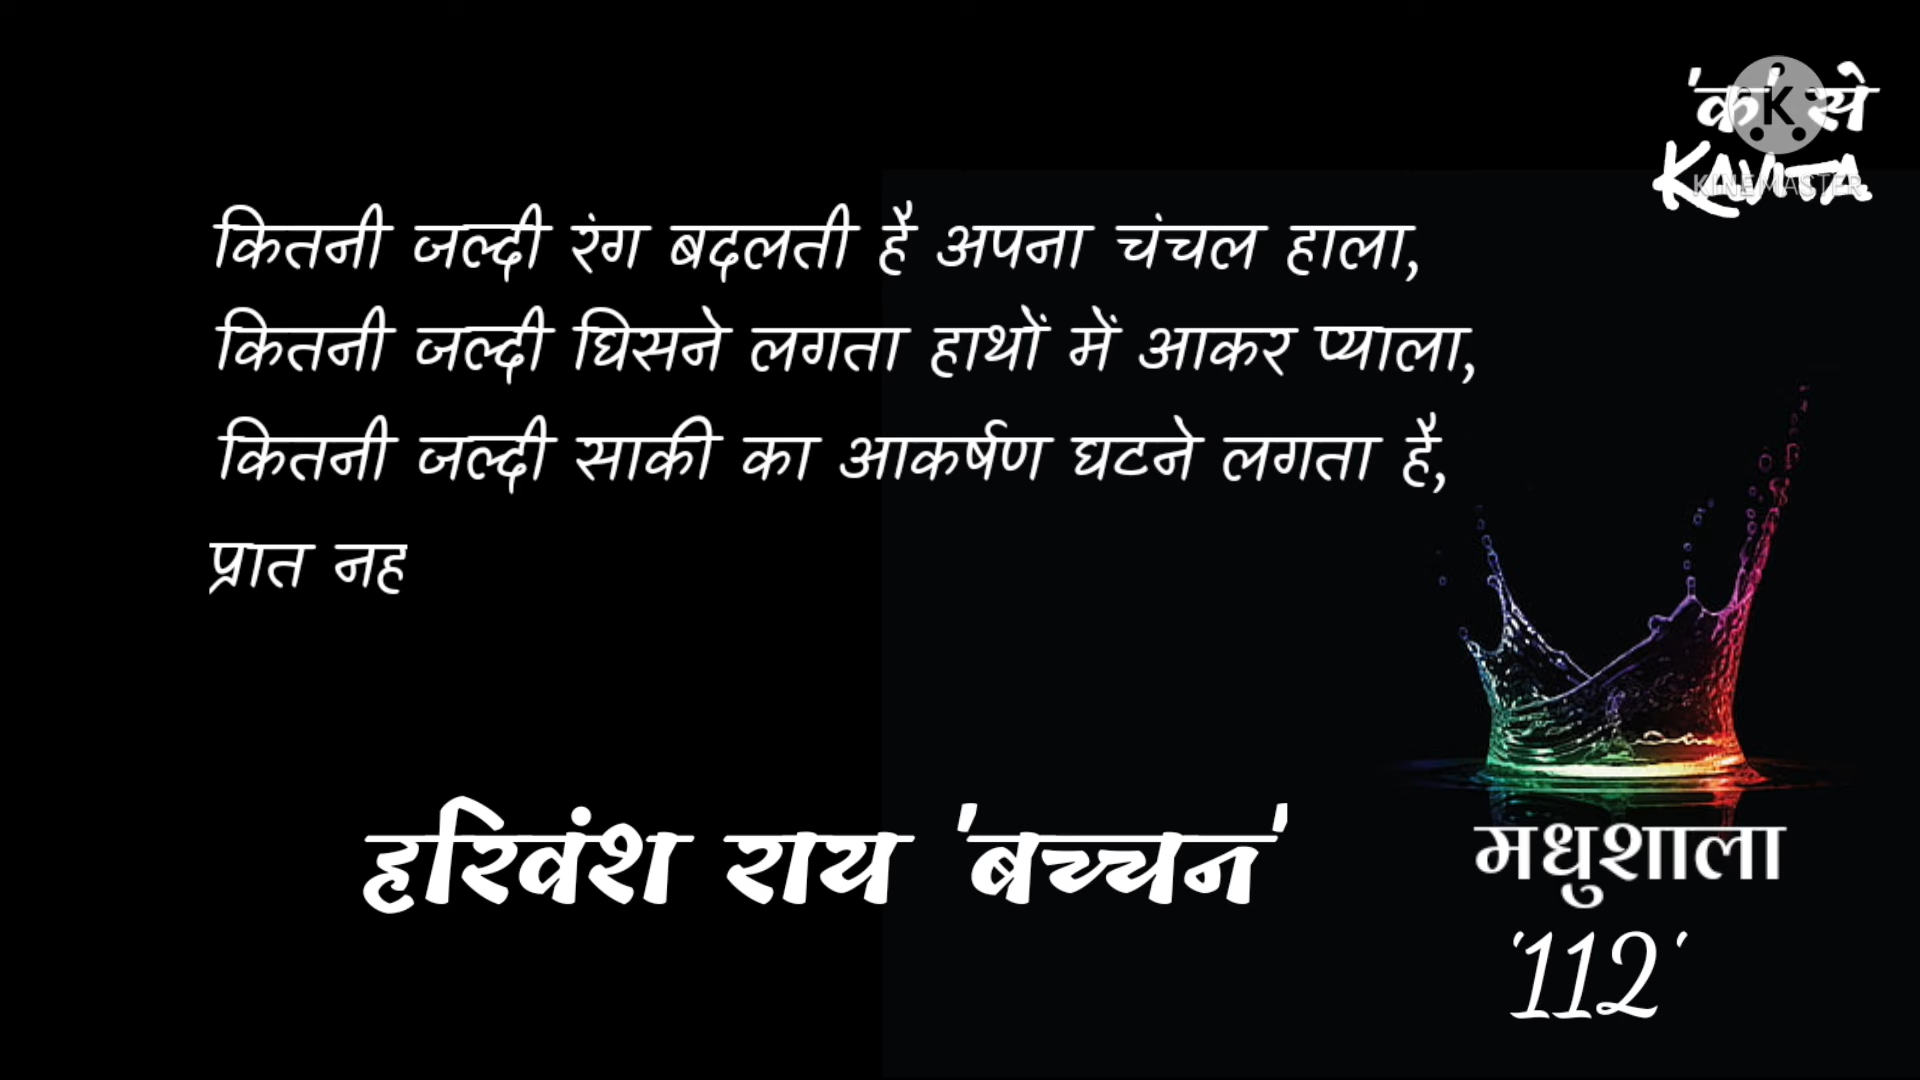 'क' से
KAVITA
K
KINEMASTER
कितनी जल्दी रंग बदलती है अपना चंचल हाला,
कितनी जल्दी घिसने लगता हाथों में आकर प्याला,
कितनी जल्दी साकी का आकर्षण घटने लगता है,
प्रात नह
हरिवंश राय 'बच्चन'
मधुशाला
'112'